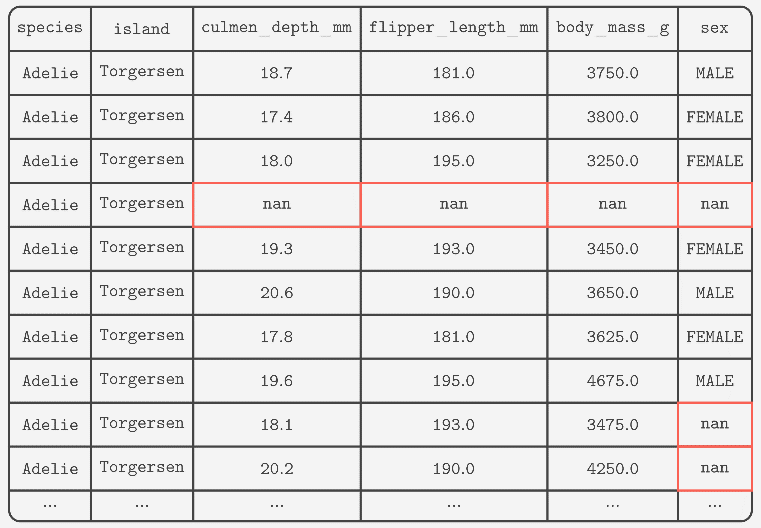 species island culmen_depth_mm flipper_length_mm body_mass_g sex
Adelie Torgersen 18.7 181.0 3750.0 MALE
Adelie Torgersen 17.4 186.0 3800.0 FEMALE
Adelie Torgersen 18.0 195.0 3250.0 FEMALE
Adelie Torgersen nan nan nan nan
Adelie Torgersen 19.3 193.0 3450.0 FEMALE
Adelie Torgersen 20.6 190.0 3650.0 MALE
Adelie Torgersen 17.8 181.0 3625.0 FEMALE
Adelie Torgersen 19.6 195.0 4675.0 MALE
Adelie Torgersen 18.1 193.0 3475.0 nan
Adelie Torgersen 20.2 190.0 4250.0 nan
... ... ... ... ... ...